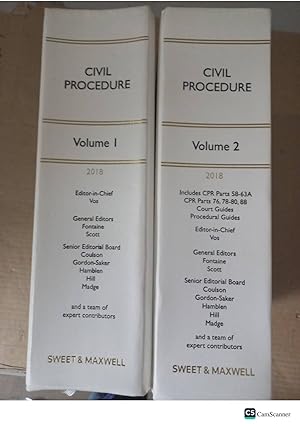 CIVIL
PROCEDURE
Volume 1
2018
Editor-in-Chief
Vos
General Editors
Fontaine
Scott
Senior Editorial Board
Coulson
Gordon-Saker
Hamblen
Hill
Madge
and a team of
expert contributors
SWEET & MAXWELL
CIVIL
PROCEDURE
Volume 2
2018
Includes CPR Parts 58-63A
CPR Parts 76, 78-80, 88
Court Guides
Procedural Guides
Editor-in-Chief
Vos
General Editors
Fontaine
Scott
Senior Editorial Board
Coulson
Gordon-Saker
Hamblen
Hill
Madge
and a team of
expert contributors
SWEET & MAXWELL
CS CamScanner